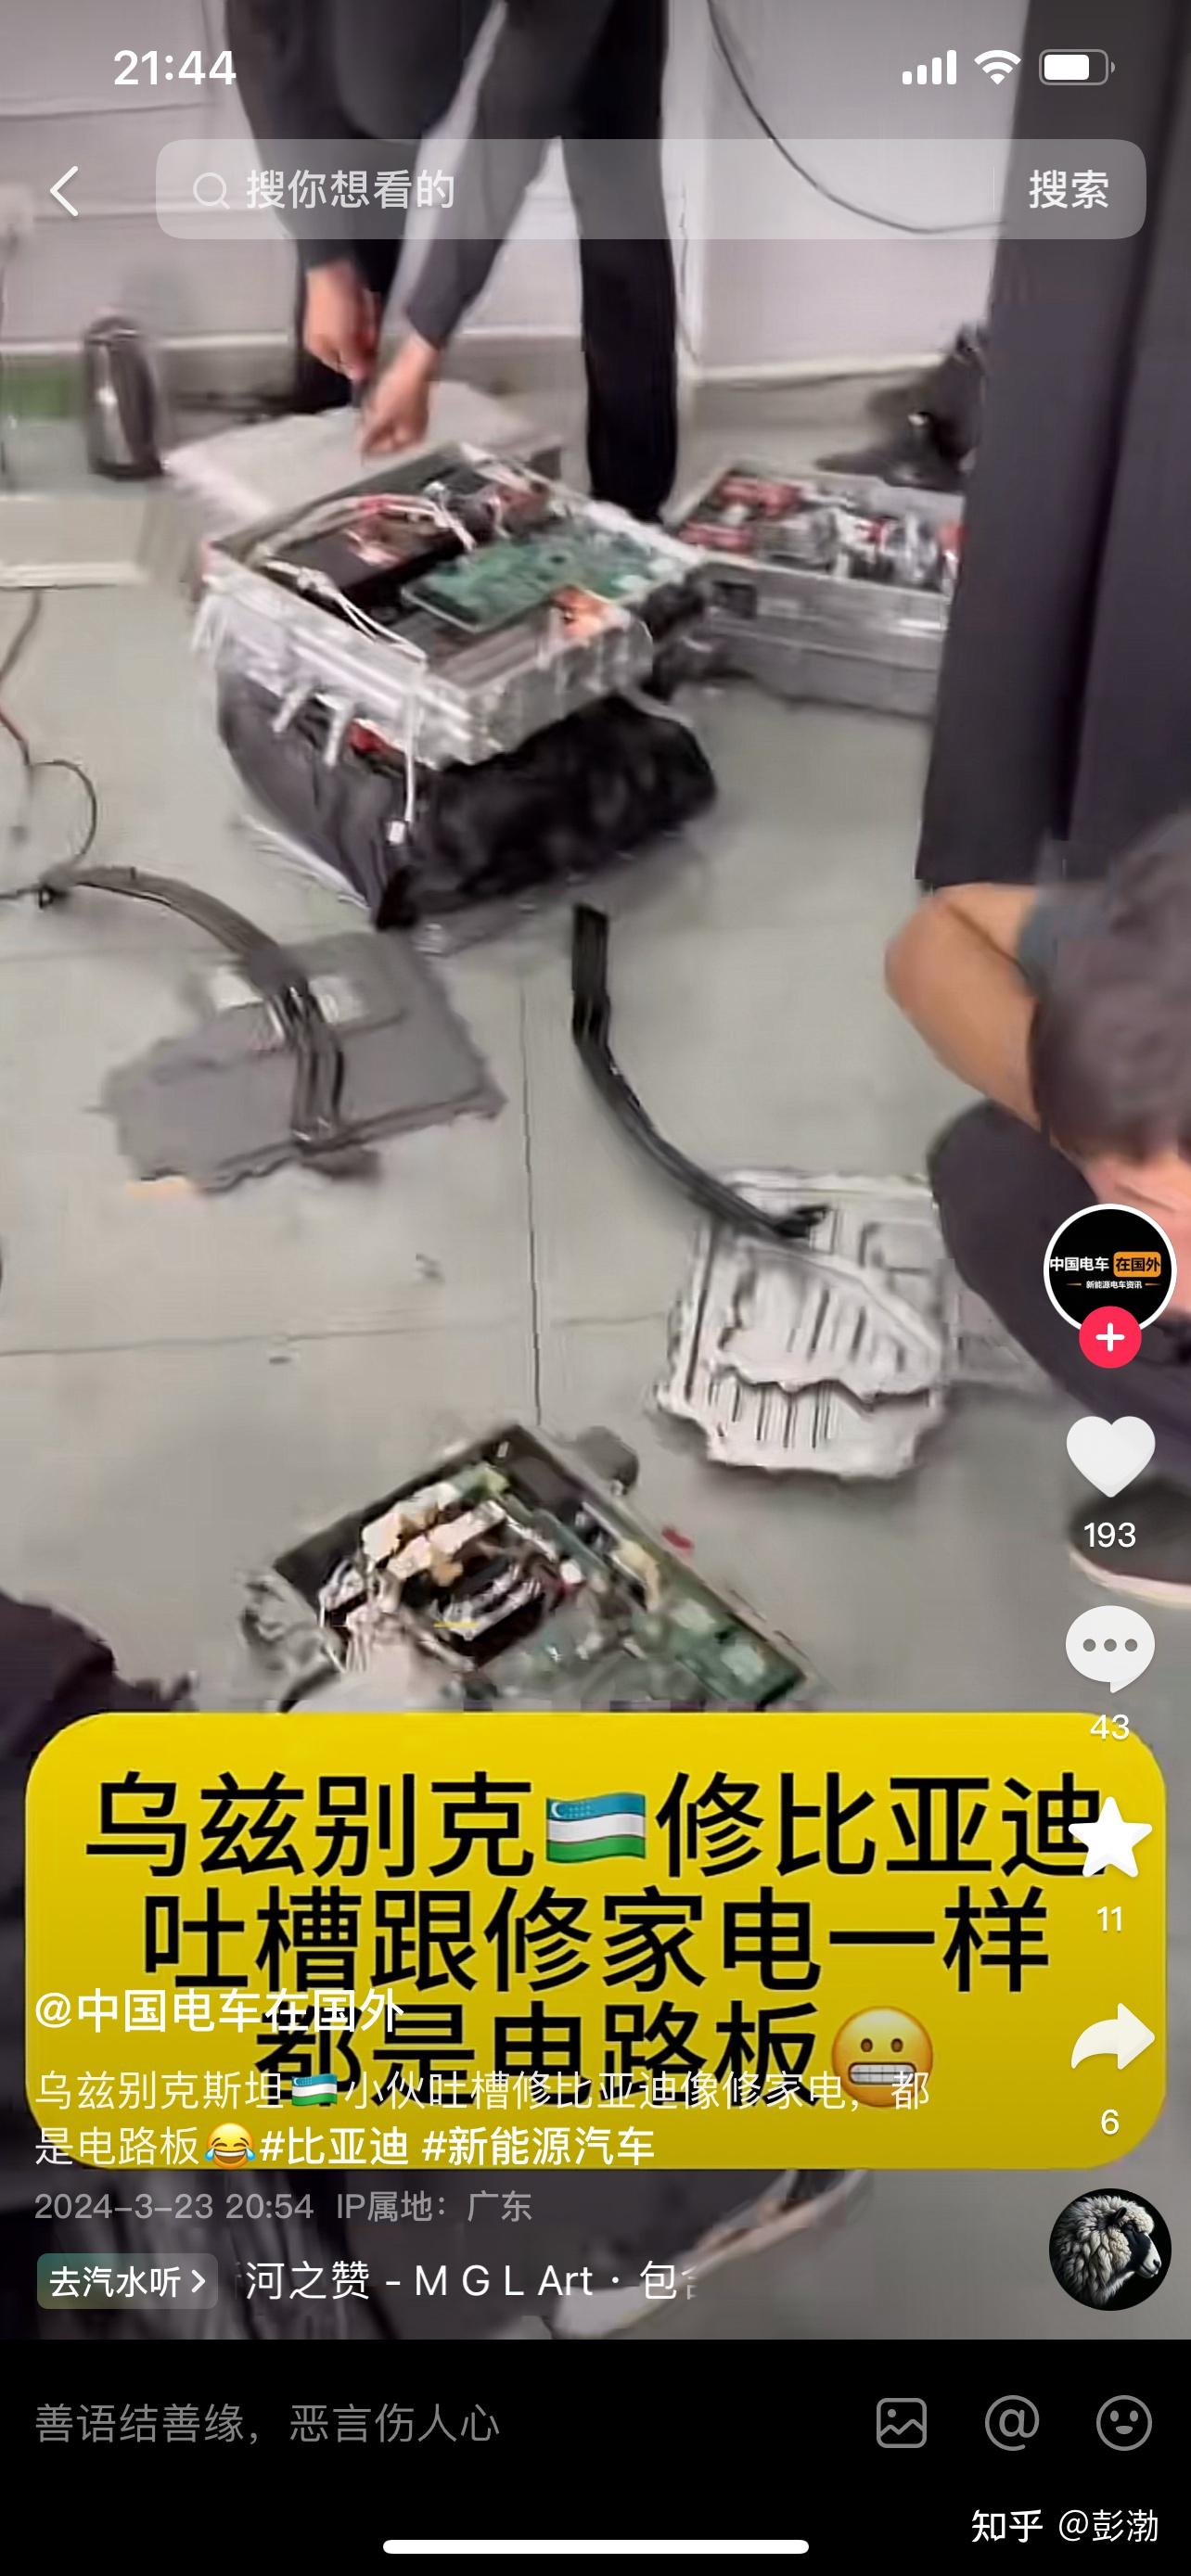 21:44
搜你想看的
搜索
中国电车 在国外
新能源电车资讯
193
43
乌兹别克🇺🇿修比亚迪
11
吐槽跟修家电一样
@中国电车在国外
都是电路板😬
乌兹别克斯坦🇺🇿小伙吐槽修比亚迪像修家电，都
是电路板😂#比亚迪 #新能源汽车
6
2024-3-23 20:54 IP属地：广东
去汽水听 >
河之赞 - M G L Art · 包
善语结善缘，恶言伤人心
知乎 @彭渤